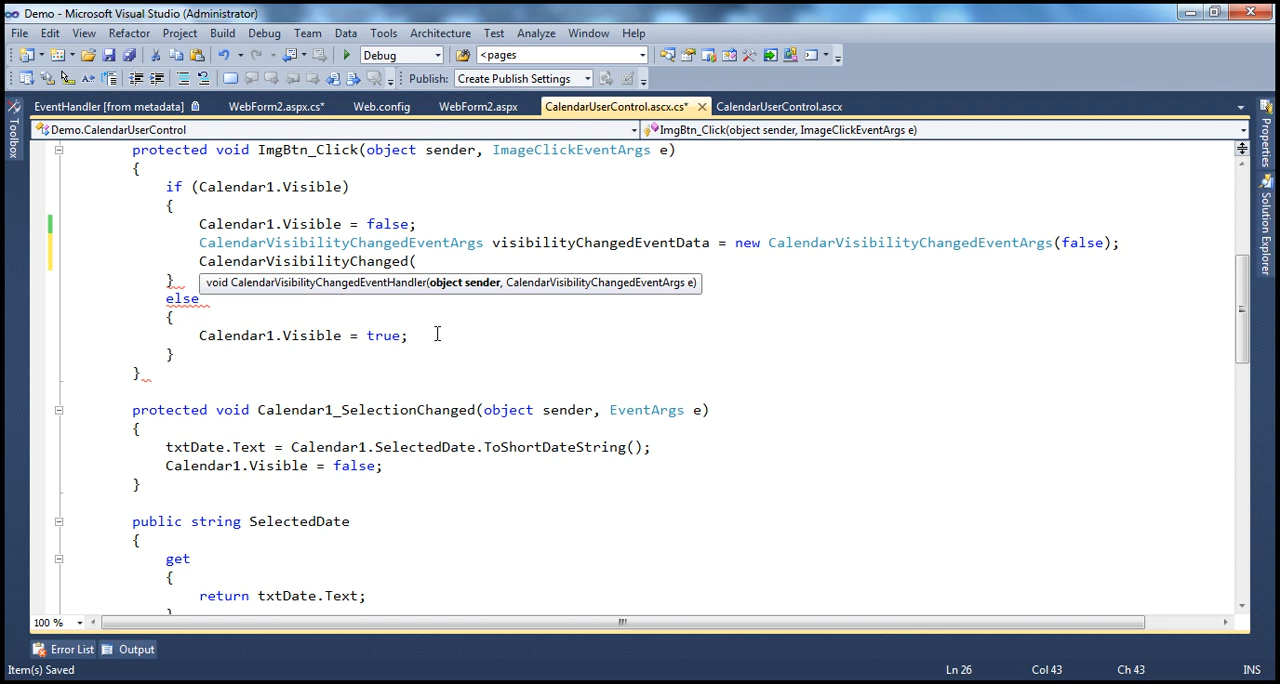 Demo - Microsoft Visual Studio (Administrator)
File Edit View Refactor Project Build Debug Team Data Tools Architecture Test Analyze Window Help
Debug <pages
Publish: Create Publish Settings
EventHandler [from metadata] WebForm2.aspx.cs* Web.config WebForm2.aspx CalendarUserControl.ascx.cs* CalendarUserControl.ascx
Toolbox
Properties
Solution Explorer
Demo.CalendarUserControl ImgBtn_Click(object sender, ImageClickEventArgs e)
protected void ImgBtn_Click(object sender, ImageClickEventArgs e)
{
if (Calendar1.Visible)
{
Calendar1.Visible = false;
CalendarVisibilityChangedEventArgs visibilityChangedEventData = new CalendarVisibilityChangedEventArgs(false);
CalendarVisibilityChanged(
}
void CalendarVisibilityChangedEventHandler(object sender, CalendarVisibilityChangedEventArgs e)
else
{
Calendar1.Visible = true;
}
}
protected void Calendar1_SelectionChanged(object sender, EventArgs e)
{
txtDate.Text = Calendar1.SelectedDate.ToShortDateString();
Calendar1.Visible = false;
}
public string SelectedDate
{
get
{
return txtDate.Text;
}
100 %
Error List Output
Item(s) Saved Ln 26 Col 43 Ch 43 INS